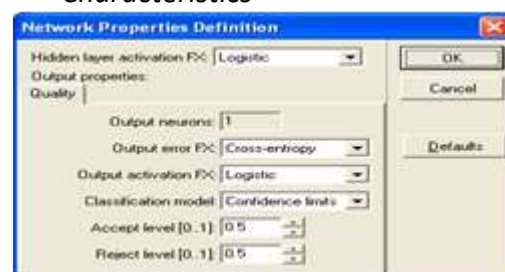 Characteristics
Network Properties Definition
Hidden layer activation FX: Logistic
OK
Output properties:
Cancel
Quality
Output neurons: 1
Output error FX: Cross-entropy
Defaults
Output activation FX: Logistic
Classification model: Confidence limits
Accept level [0..1]: 0.5
Reject level [0..1]: 0.5